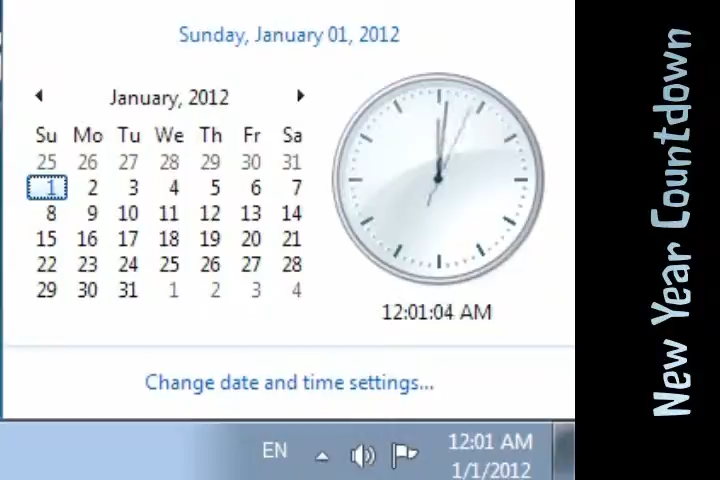 Sunday, January 01, 2012
January, 2012
Su Mo Tu We Th Fr Sa
25 26 27 28 29 30 31
1 2 3 4 5 6 7
8 9 10 11 12 13 14
15 16 17 18 19 20 21
22 23 24 25 26 27 28
29 30 31 1 2 3 4
12:01:04 AM
Change date and time settings...
EN
12:01 AM
1/1/2012
New Year Countdown